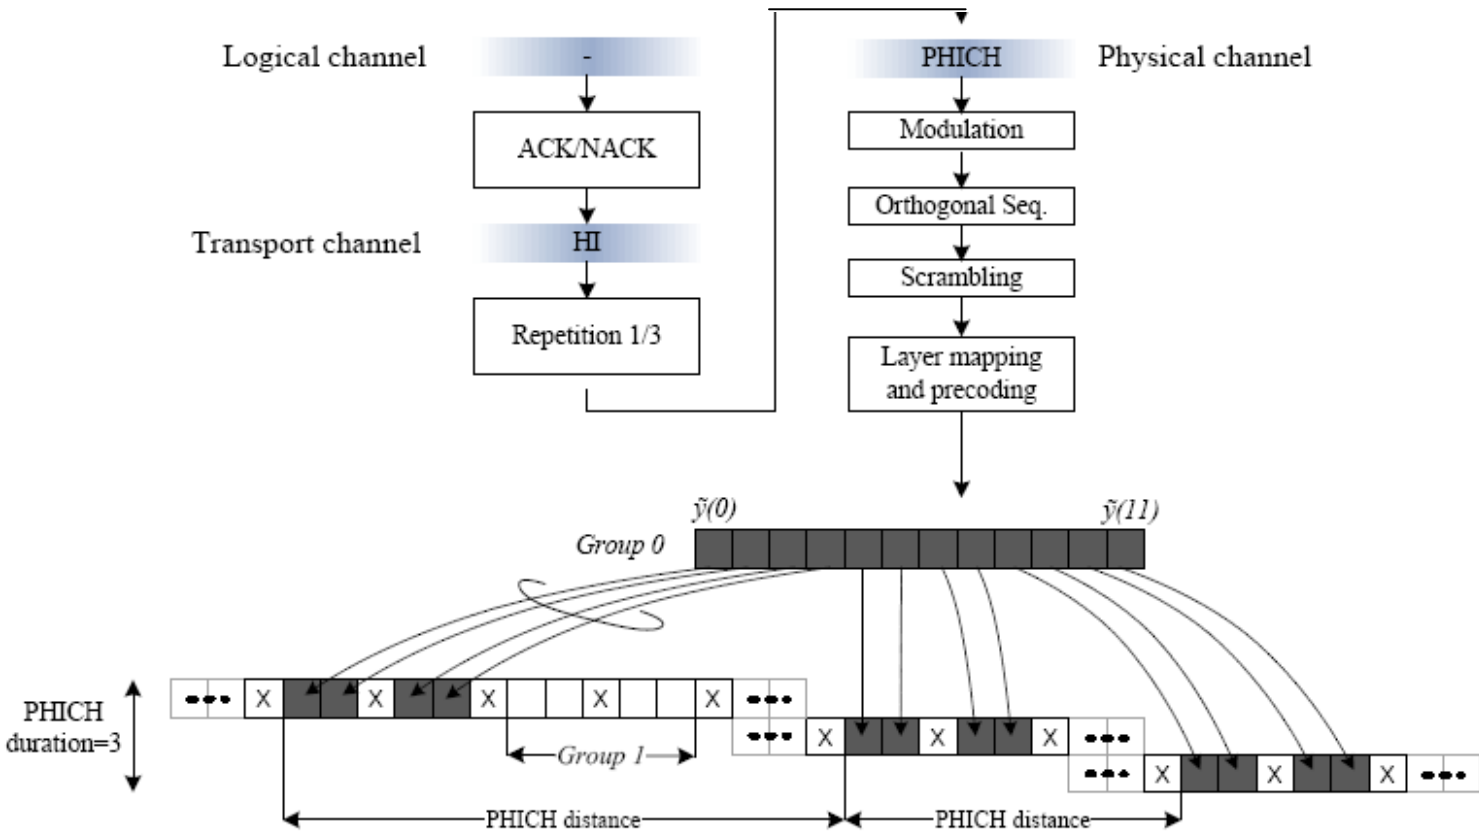 Logical channel
-
PHICH
Physical channel
ACK/NACK
Modulation
Orthogonal Seq.
Transport channel
HI
Scrambling
Repetition 1/3
Layer mapping
and precoding
ỹ(0)
ỹ(11)
Group 0
PHICH
duration=3
X
X
X
X
X
X
X
X
Group 1
X
X
X
PHICH distance
PHICH distance